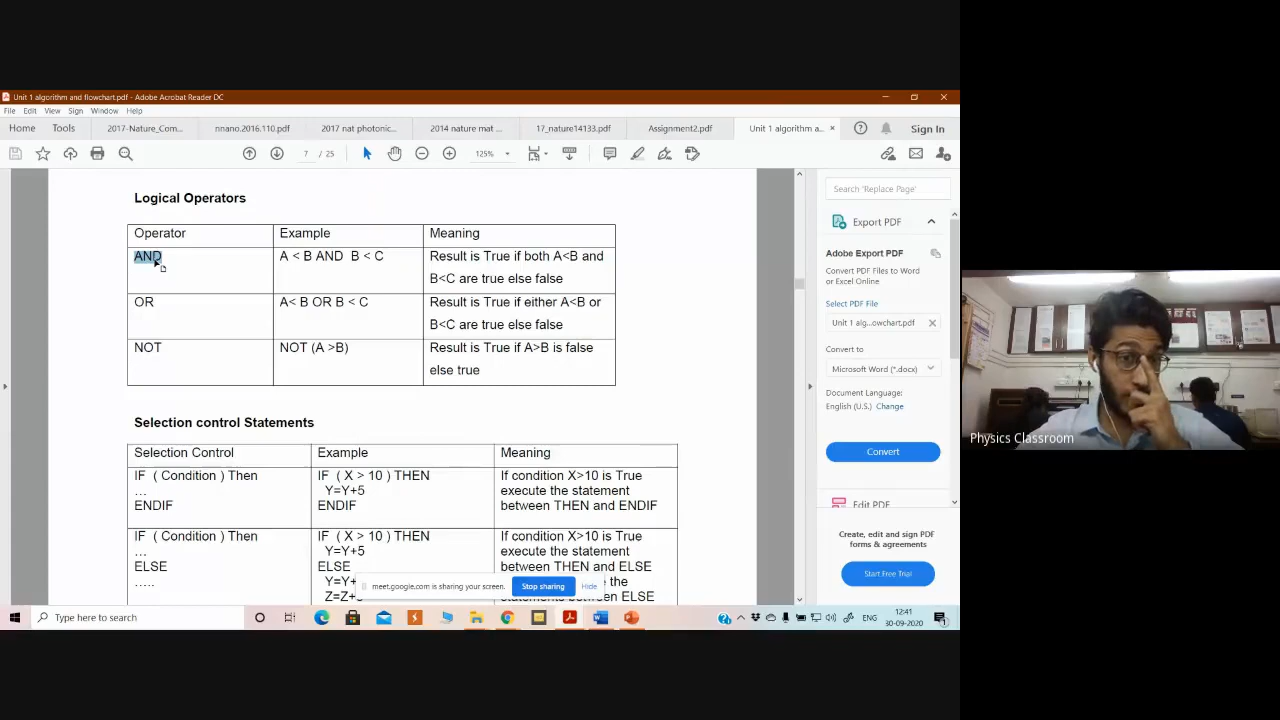 Unit 1 algorithm and flowchart.pdf - Adobe Acrobat Reader DC
File Edit View Sign Window Help
Home Tools 2017-Nature_Com... nnano.2016.110.pdf 2017 nat photonic... 2014 nature mat ... 17_nature14133.pdf Assignment2.pdf Unit 1 algorithm a... × Sign In
7 / 25 125%
Logical Operators
Operator Example Meaning
AND A < B AND B < C Result is True if both A<B and
B<C are true else false
OR A< B OR B < C Result is True if either A<B or
B<C are true else false
NOT NOT (A >B) Result is True if A>B is false
else true
Selection control Statements
Selection Control Example Meaning
IF ( Condition ) Then IF ( X > 10 ) THEN If condition X>10 is True
... Y=Y+5 execute the statement
ENDIF ENDIF between THEN and ENDIF
IF ( Condition ) Then IF ( X > 10 ) THEN If condition X>10 is True
... Y=Y+5 execute the statement
ELSE ELSE between THEN and ELSE
..... Y=Y+ the
Z=Z+ statements between ELSE
meet.google.com is sharing your screen. Stop sharing Hide
Search 'Replace Page'
Export PDF
Adobe Export PDF
Convert PDF Files to Word
or Excel Online
Select PDF File
Unit 1 alg...owchart.pdf
Convert to
Microsoft Word (*.docx)
Document Language:
English (U.S.) Change
Convert
Edit PDF
Create, edit and sign PDF
forms & agreements
Start Free Trial
Physics Classroom
Type here to search
ENG
12:41
30-09-2020